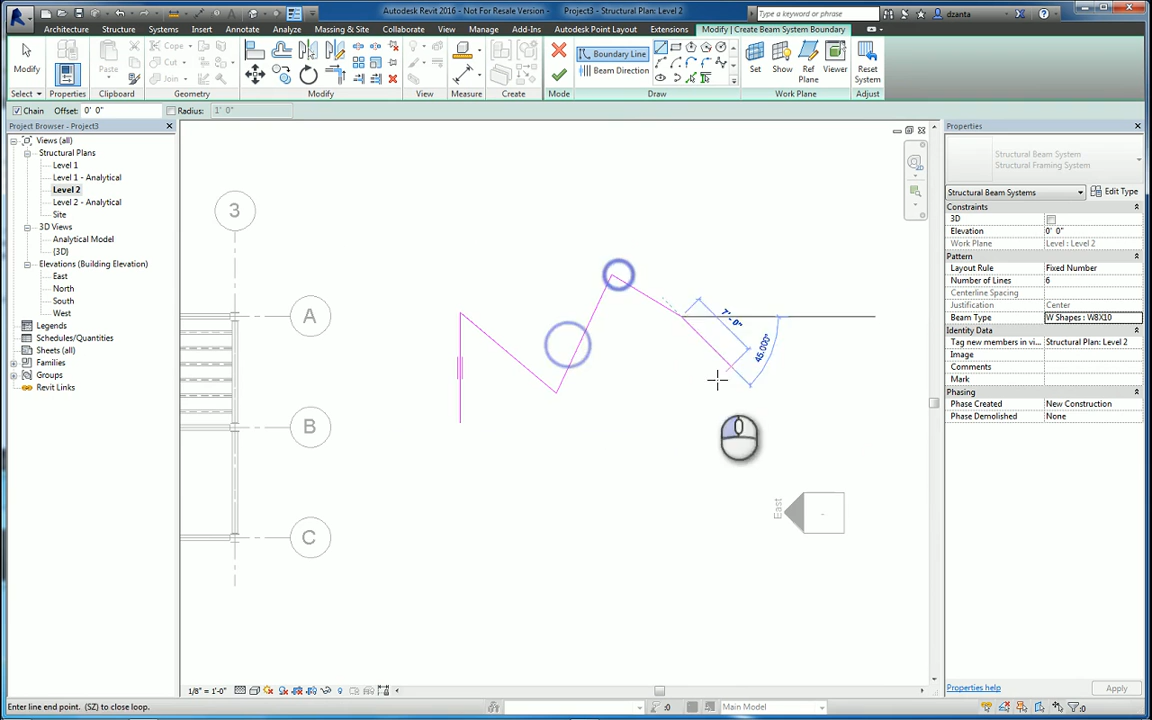 Autodesk Revit 2016 - Not For Resale Version - Project3 - Structural Plan: Level 2
Type a keyword or phrase
dzanta
Architecture Structure Systems Insert Annotate Analyze Massing & Site Collaborate View Manage Add-Ins Autodesk Point Layout Extensions Modify | Create Beam System Boundary
Modify
Paste
Cope
Cut
Join
Boundary Line
Beam Direction
Set Show Ref Plane Viewer Reset System
Select Properties Clipboard Geometry Modify View Measure Create Mode Draw Work Plane Adjust
Chain Offset: 0' 0" Radius: 1' 0"
Project Browser - Project3
Views (all)
Structural Plans
Level 1
Level 1 - Analytical
Level 2
Level 2 - Analytical
Site
3D Views
Analytical Model
{3D}
Elevations (Building Elevation)
East
North
South
West
Legends
Schedules/Quantities
Sheets (all)
Families
Groups
Revit Links
3
A
B
C
7' - 0"
45.000°
East
Properties
Structural Beam System
Structural Framing System
Structural Beam Systems Edit Type
Constraints
3D
Elevation 0' 0"
Work Plane Level : Level 2
Pattern
Layout Rule Fixed Number
Number of Lines 6
Centerline Spacing
Justification Center
Beam Type W Shapes : W8X10
Identity Data
Tag new members in vi... Structural Plan: Level 2
Image
Comments
Mark
Phasing
Phase Created New Construction
Phase Demolished None
Properties help Apply
1/8" = 1'-0"
Enter line end point. (SZ) to close loop.
:0
Main Model
:0